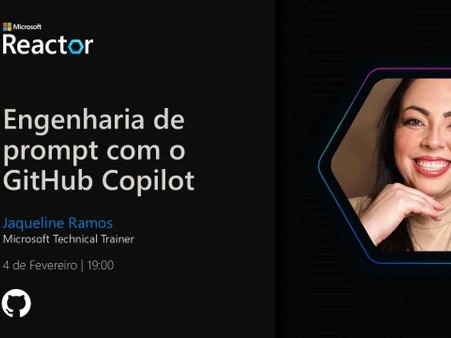 Microsoft
Reactor
Engenharia de
prompt com o
GitHub Copilot
Jaqueline Ramos
Microsoft Technical Trainer
4 de Fevereiro | 19:00